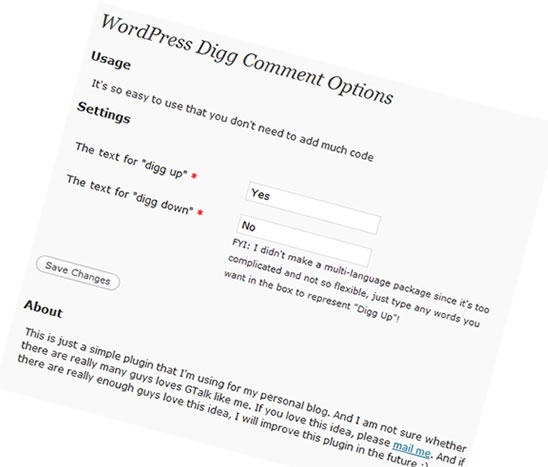 WordPress Digg Comment Options
Usage
It's so easy to use that you don't need to add much code
Settings
The text for "digg up" *
Yes
The text for "digg down" *
No
FYI: I didn't make a multi-language package since it's too
complicated and not so flexible, just type any words you
want in the box to represent "Digg Up"!
Save Changes
About
This is just a simple plugin that I'm using for my personal blog. And I am not sure whether
there are really many guys loves GTalk like me. If you love this idea, please mail me. And if
there are really enough guys love this idea, I will improve this plugin in the future :)